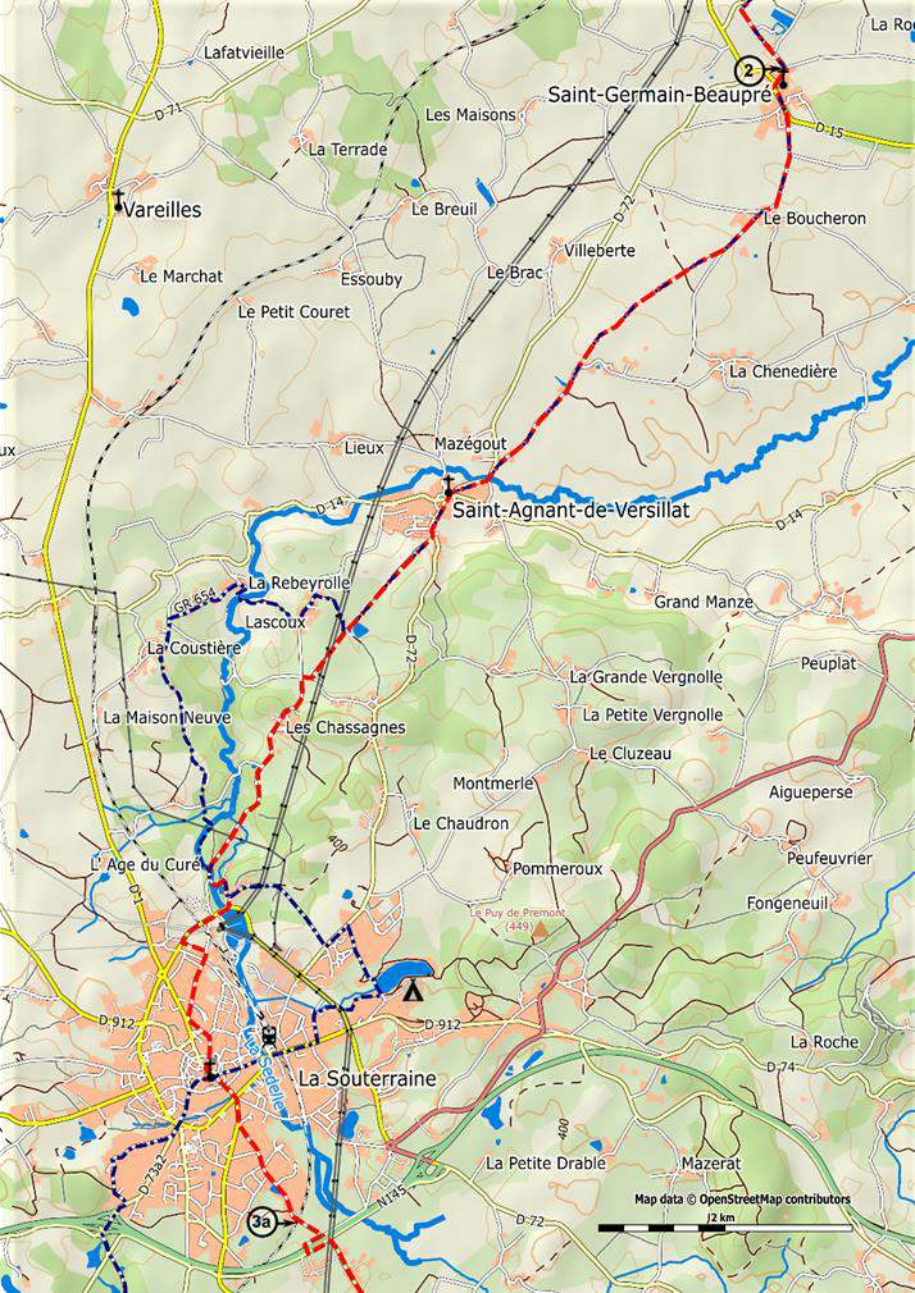 La Ro
Lafatvieille
2
Saint-Germain-Beaupré
D 71
Les Maisons
D 15
La Terrade
Vareilles
Le Breuil
D 72
Le Boucheron
Villeberte
Le Marchat
Essouby
Le Brac
Le Petit Couret
La Chenedière
ux
Lieux
Mazégout
D 14
Saint-Agnant-de-Versillat
D 14
La Rebeyrolle
GR 654
Lascoux
Grand Manze
La Coustière
D 72
Peuplat
La Grande Vergnolle
La Maison Neuve
Les Chassagnes
La Petite Vergnolle
Le Cluzeau
Montmerle
Aigueperse
Le Chaudron
400
L' Age du Curé
Pommeroux
Peufeuvrier
D 1
Le Puy de Premont
(449)
Fongeneuil
D 912
D 912
La Sedelle
La Roche
D 74
La Souterraine
400
D 73a2
La Petite Drable
Mazerat
N145
3a
D 72
Map data © OpenStreetMap contributors
2 km